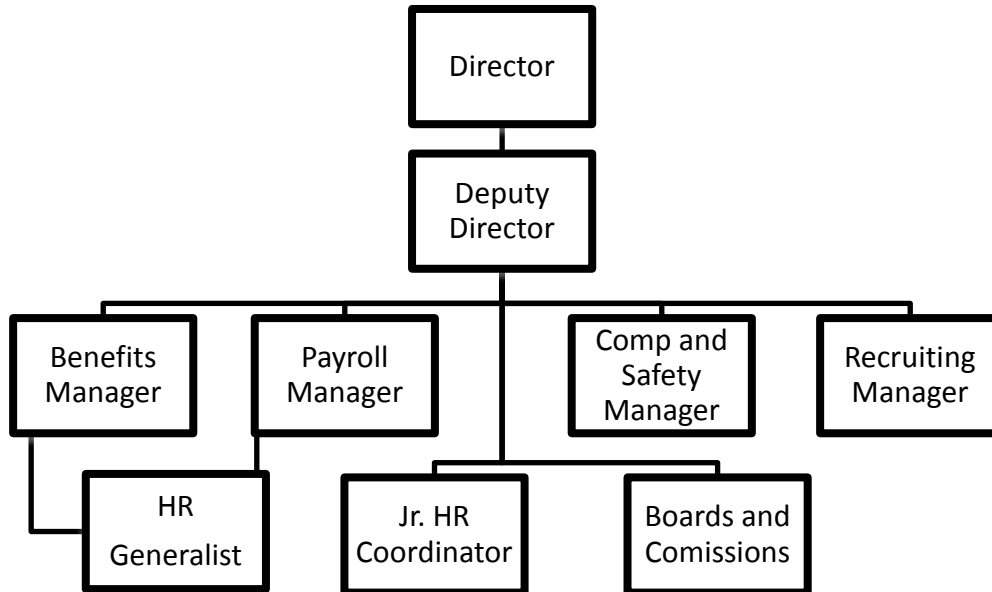 Director
Deputy
Director
Benefits
Manager
Payroll
Manager
Comp and
Safety
Manager
Recruiting
Manager
HR
Generalist
Jr. HR
Coordinator
Boards and
Comissions